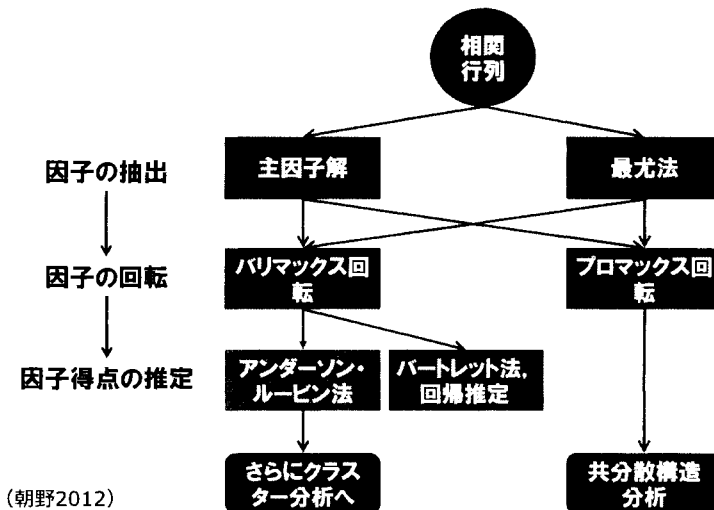 相関
行列
因子の抽出
主因子解
最尤法
因子の回転
バリマックス回
転
プロマックス回
転
因子得点の推定
アンダーソン・
ルービン法
バートレット法,
回帰推定
さらにクラス
ター分析へ
共分散構造
分析
(朝野2012)